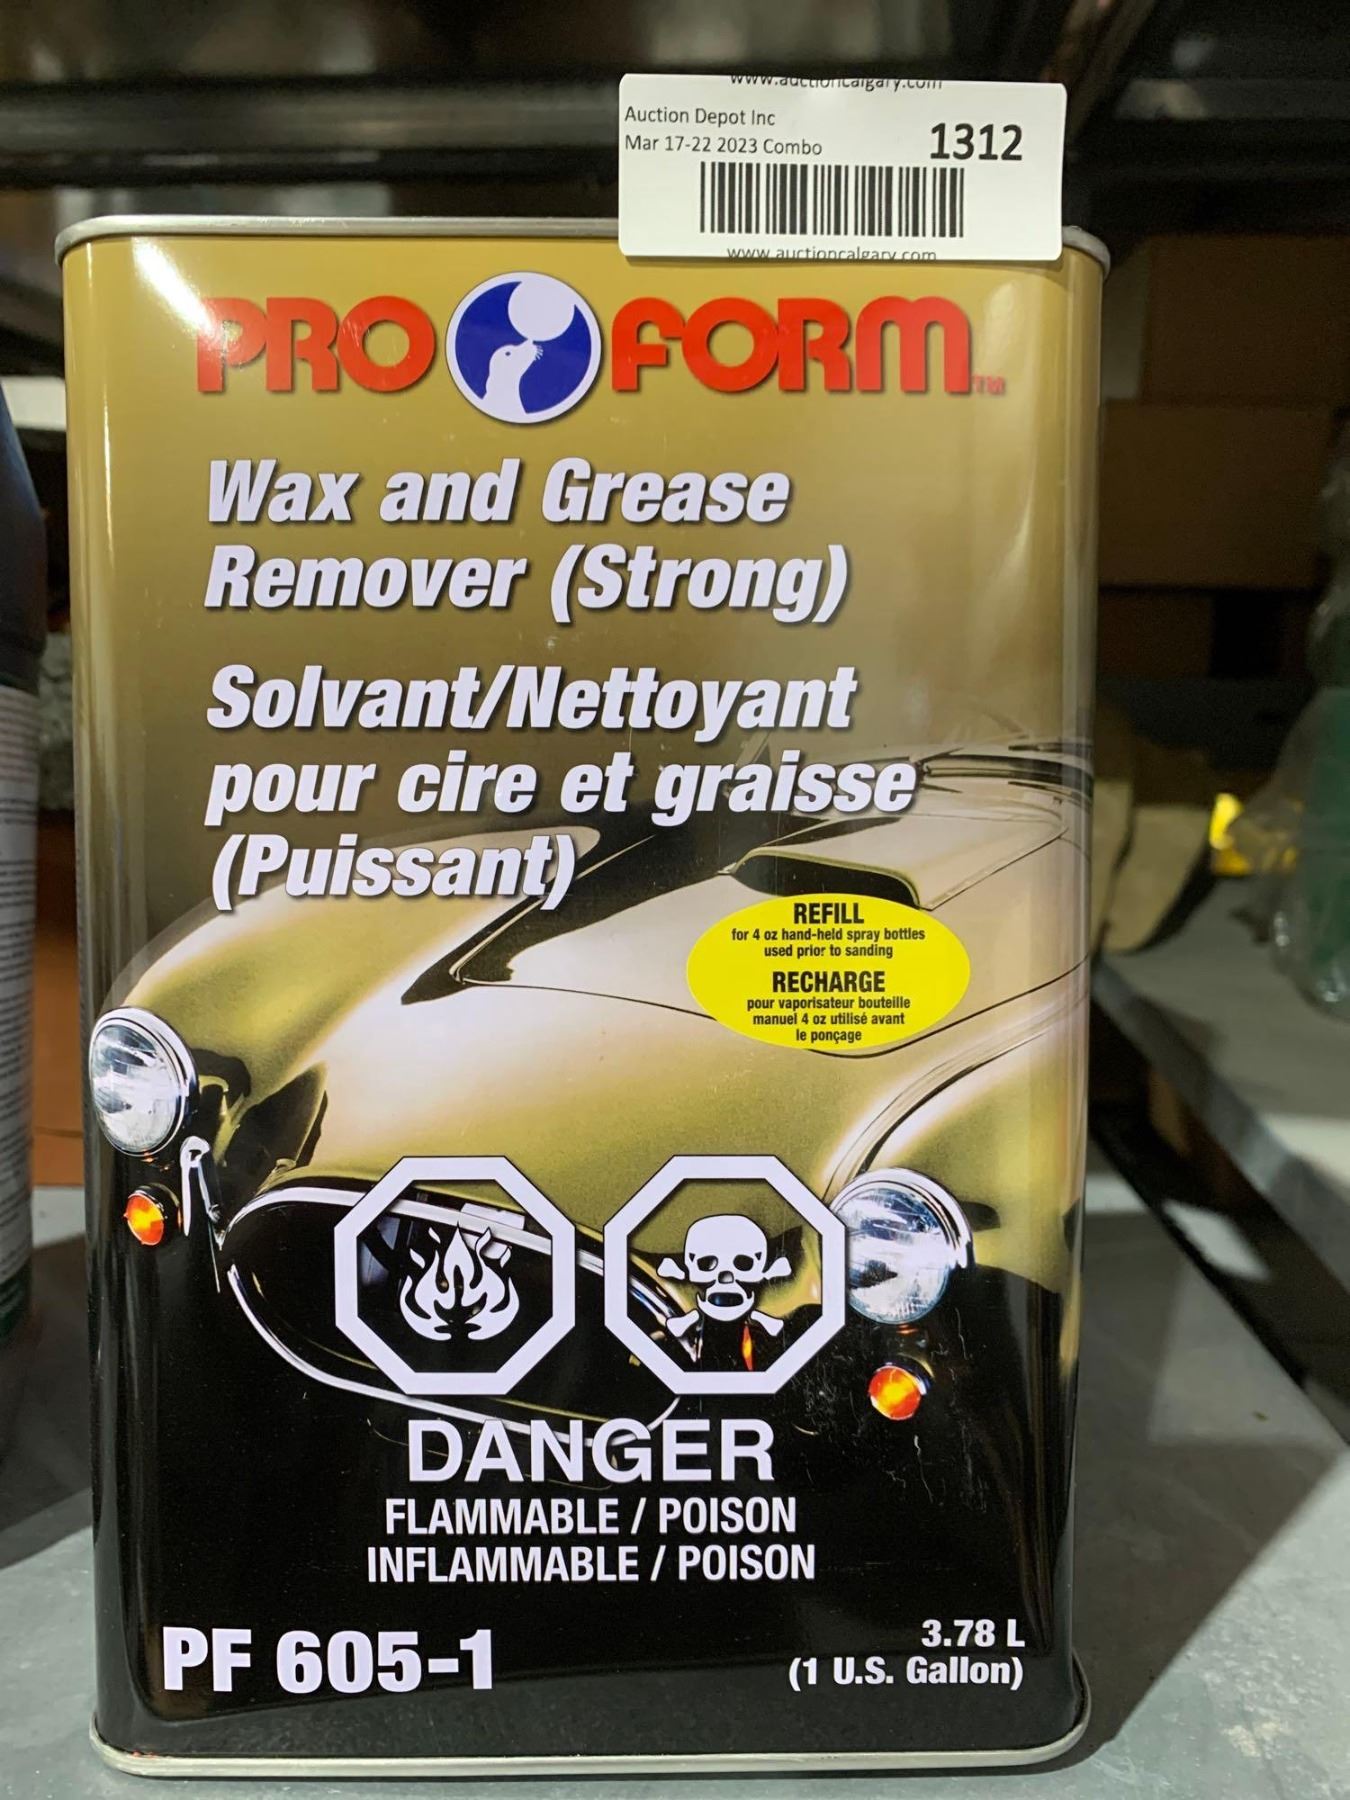 www.auctioncalgary.com
Auction Depot Inc
Mar 17-22 2023 Combo
1312
www.auctioncalgary.com
PRO FORM™
Wax and Grease
Remover (Strong)
Solvant/Nettoyant
pour cire et graisse
(Puissant)
REFILL
for 4 oz hand-held spray bottles
used prior to sanding
RECHARGE
pour vaporisateur bouteille
manuel 4 oz utilisé avant
le ponçage
DANGER
FLAMMABLE / POISON
INFLAMMABLE / POISON
PF 605-1
3.78 L
(1 U.S. Gallon)